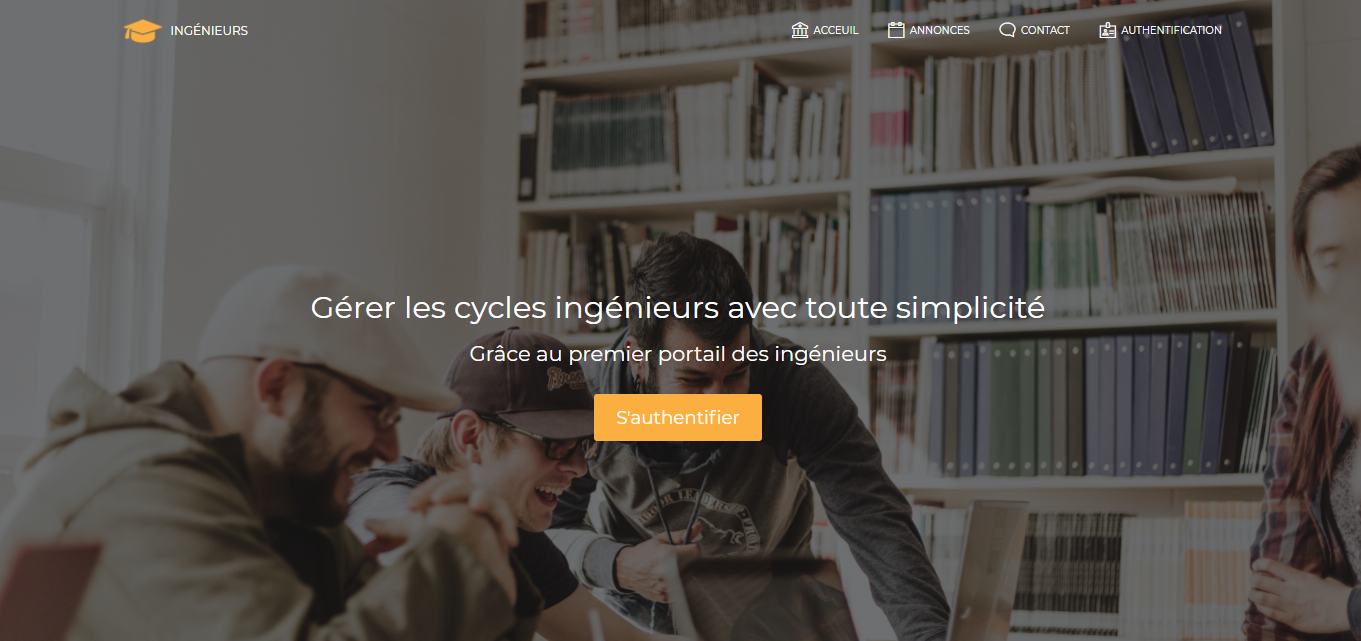 INGÉNIEURS
ACCEUIL
ANNONCES
CONTACT
AUTHENTIFICATION
Gérer les cycles ingénieurs avec toute simplicité
Grâce au premier portail des ingénieurs
S'authentifier